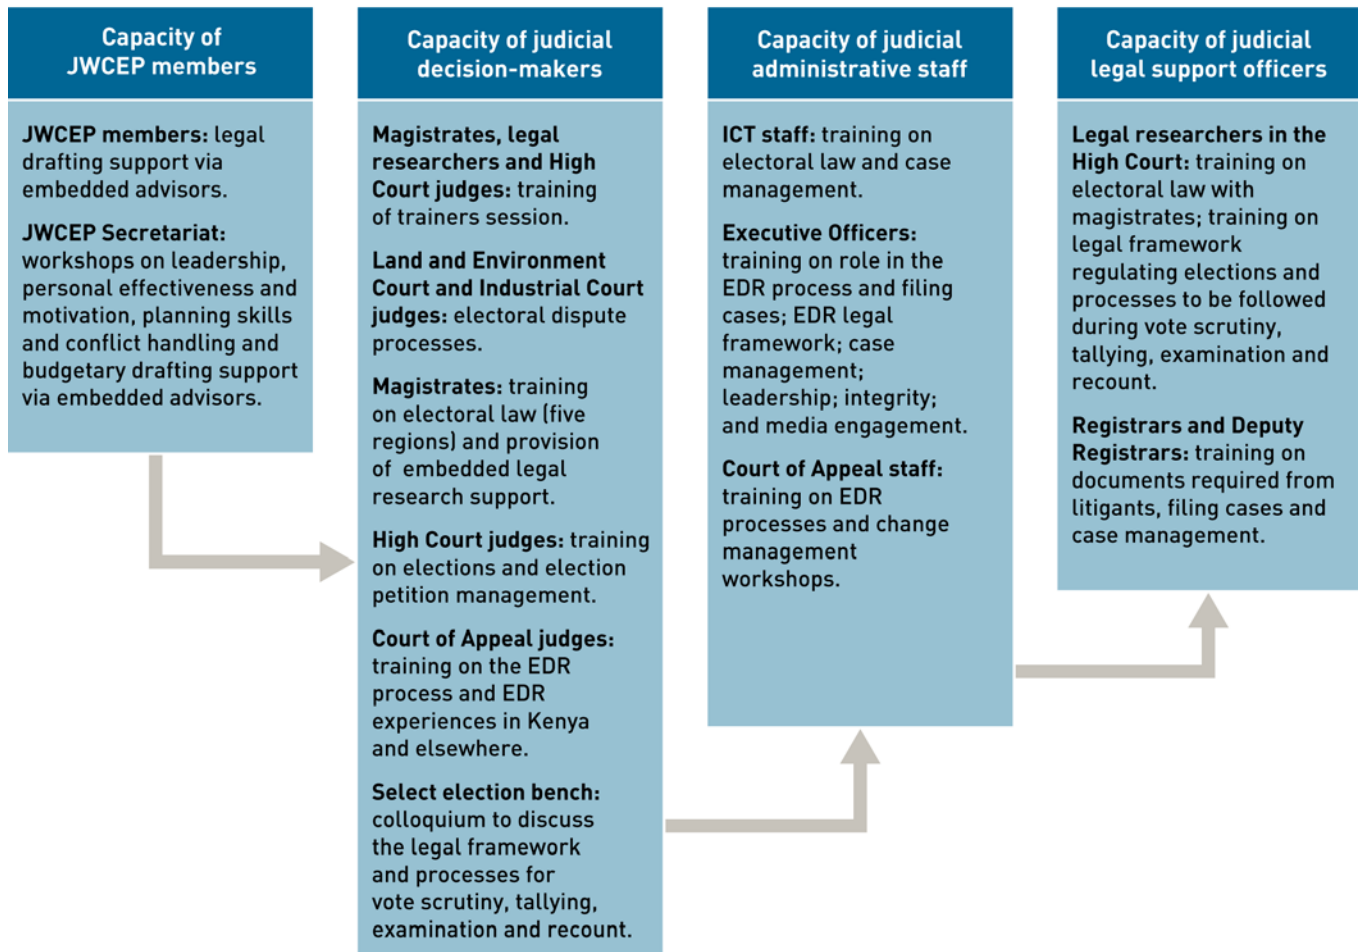 Capacity of
JWCEP members
JWCEP members: legal
drafting support via
embedded advisors.
JWCEP Secretariat:
workshops on leadership,
personal effectiveness and
motivation, planning skills
and conflict handling and
budgetary drafting support
via embedded advisors.
Capacity of judicial
decision-makers
Magistrates, legal
researchers and High
Court judges: training
of trainers session.
Land and Environment
Court and Industrial Court
judges: electoral dispute
processes.
Magistrates: training
on electoral law (five
regions) and provision
of embedded legal
research support.
High Court judges: training
on elections and election
petition management.
Court of Appeal judges:
training on the EDR
process and EDR
experiences in Kenya
and elsewhere.
Select election bench:
colloquium to discuss
the legal framework
and processes for
vote scrutiny, tallying,
examination and recount.
Capacity of judicial
administrative staff
ICT staff: training on
electoral law and case
management.
Executive Officers:
training on role in the
EDR process and filing
cases; EDR legal
framework; case
management;
leadership; integrity;
and media engagement.
Court of Appeal staff:
training on EDR
processes and change
management
workshops.
Capacity of judicial
legal support officers
Legal researchers in the
High Court: training on
electoral law with
magistrates; training on
legal framework
regulating elections and
processes to be followed
during vote scrutiny,
tallying, examination and
recount.
Registrars and Deputy
Registrars: training on
documents required from
litigants, filing cases and
case management.